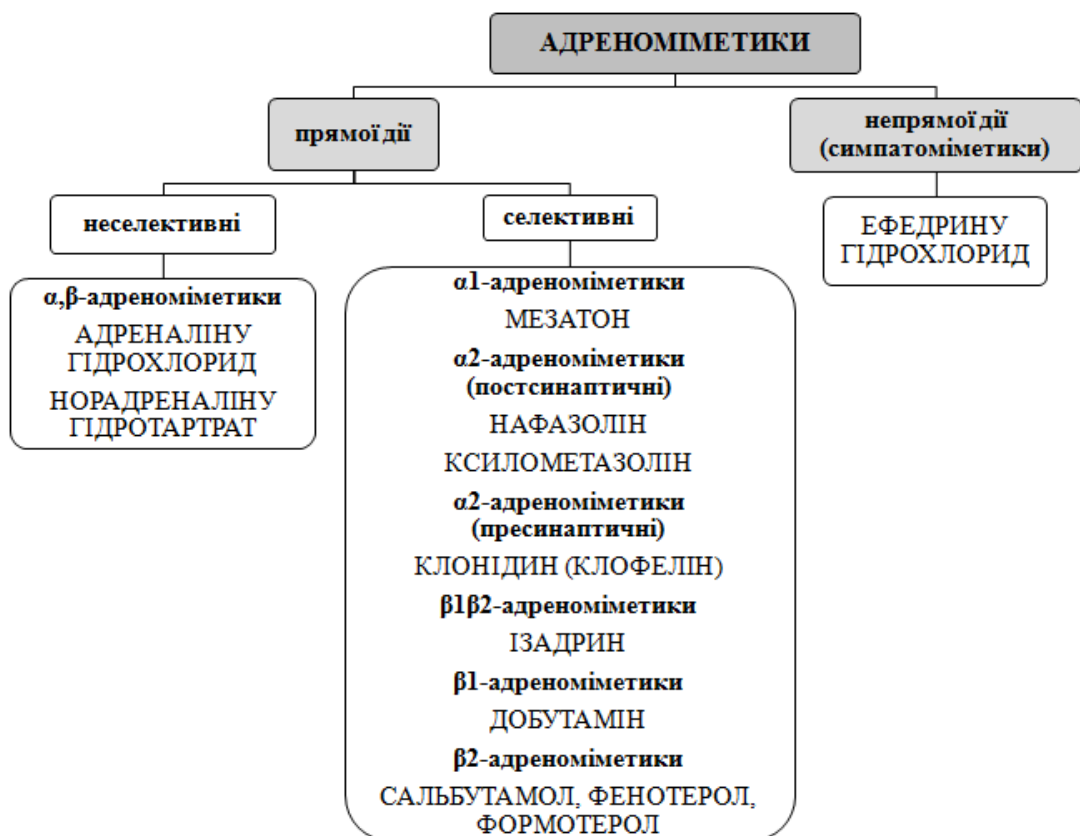 АДРЕНОМІМЕТИКИ
прямої дії
непрямої дії
(симпатоміметики)
неселективні
селективні
ЕФЕДРИНУ
ГІДРОХЛОРИД
α,β-адреноміметики
АДРЕНАЛІНУ
ГІДРОХЛОРИД
НОРАДРЕНАЛІНУ
ГІДРОТАРТРАТ
α1-адреноміметики
МЕЗАТОН
α2-адреноміметики
(постсинаптичні)
НАФАЗОЛІН
КСИЛОМЕТАЗОЛІН
α2-адреноміметики
(пресинаптичні)
КЛОНІДИН (КЛОФЕЛІН)
β1β2-адреноміметики
ІЗАДРИН
β1-адреноміметики
ДОБУТАМІН
β2-адреноміметики
САЛЬБУТАМОЛ, ФЕНОТЕРОЛ,
ФОРМОТЕРОЛ